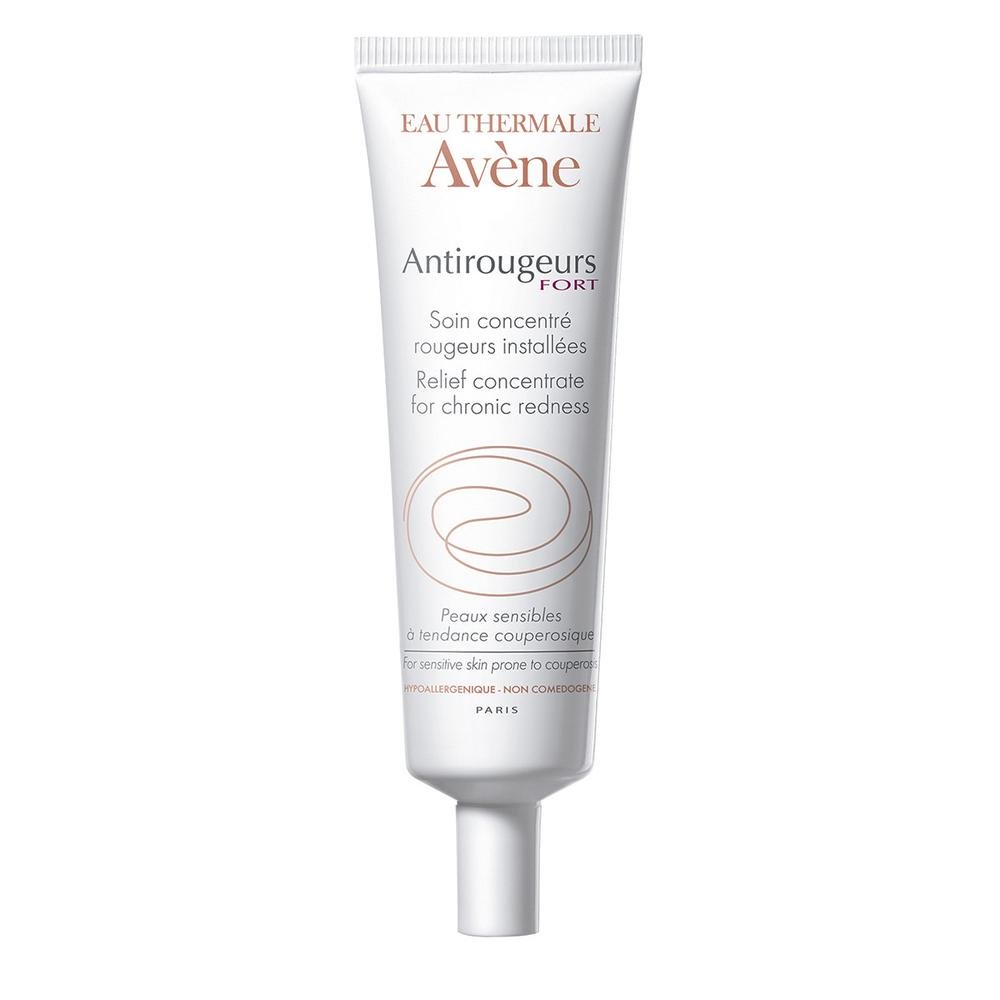 EAU THERMALE
Avène
Antirougeurs
FORT
Soin concentré
rougeurs installées
Relief concentrate
for chronic redness
Peaux sensibles
à tendance couperosique
For sensitive skin prone to couperosis
HYPOALLERGENIQUE - NON COMEDOGENE
PARIS